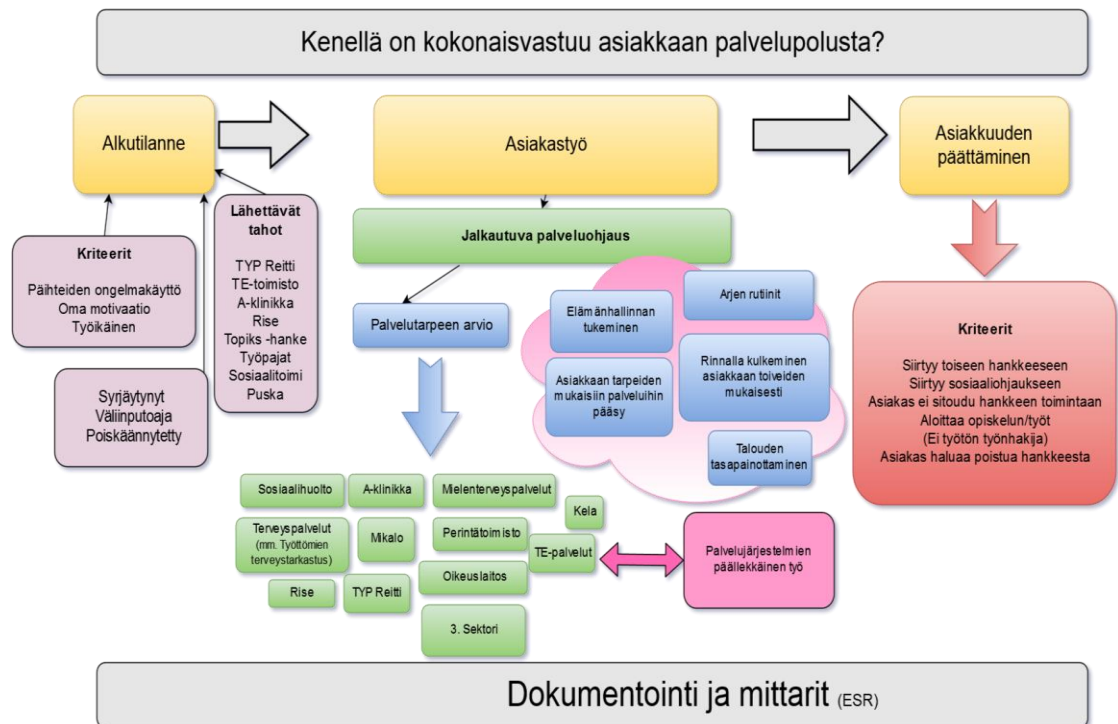 Kenellä on kokonaisvastuu asiakkaan palvelupolusta?
Alkutilanne
Asiakastyö
Asiakkuuden
päättäminen
Kriteerit
Päihteiden ongelmakäyttö
Oma motivaatio
Työikäinen
Syrjäytynyt
Väliinputoaja
Poiskäännytetty
Lähettävät
tahot
TYP Reitti
TE-toimisto
A-klinikka
Rise
Topiks -hanke
Työpajat
Sosiaalitoimi
Puska
Jalkautuva palveluohjaus
Palvelutarpeen arvio
Elämänhallinnan
tukeminen
Arjen rutiinit
Asiakkaan tarpeiden
mukaisiin palveluihin
pääsy
Rinnalla kulkeminen
asiakkaan toiveiden
mukaisesti
Talouden
tasapainottaminen
Kriteerit
Siirtyy toiseen hankkeeseen
Siirtyy sosiaaliohjaukseen
Asiakas ei sitoudu hankkeen toimintaan
Aloittaa opiskelun/työt
(Ei työtön työnhakija)
Asiakas haluaa poistua hankkeesta
Sosiaalihuolto
A-klinikka
Mielenterveyspalvelut
Kela
Terveyspalvelut
(mm. Työttömien
terveystarkastus)
Mikalo
Perintätoimisto
TE-palvelut
Oikeuslaitos
Rise
TYP Reitti
3. Sektori
Palvelujärjestelmien
päällekkäinen työ
Dokumentointi ja mittarit (ESR)